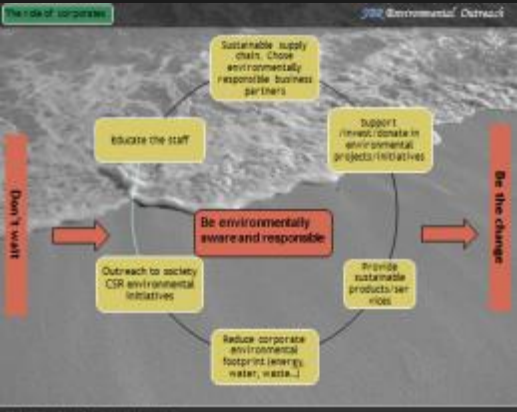 The role of corporates
JBR Environmental Outreach
Sustainable supply
chain. Chose
environmentally
responsible business
partners
Support
/invest/donate in
environmental
projects/initiatives
Provide
sustainable
products/ser
vices
Reduce corporate
environmental
footprint (energy,
water, waste..)
Outreach to society
CSR environmental
initiatives
Educate the staff
Be environmentally
aware and responsible
Don't wait
Be the change